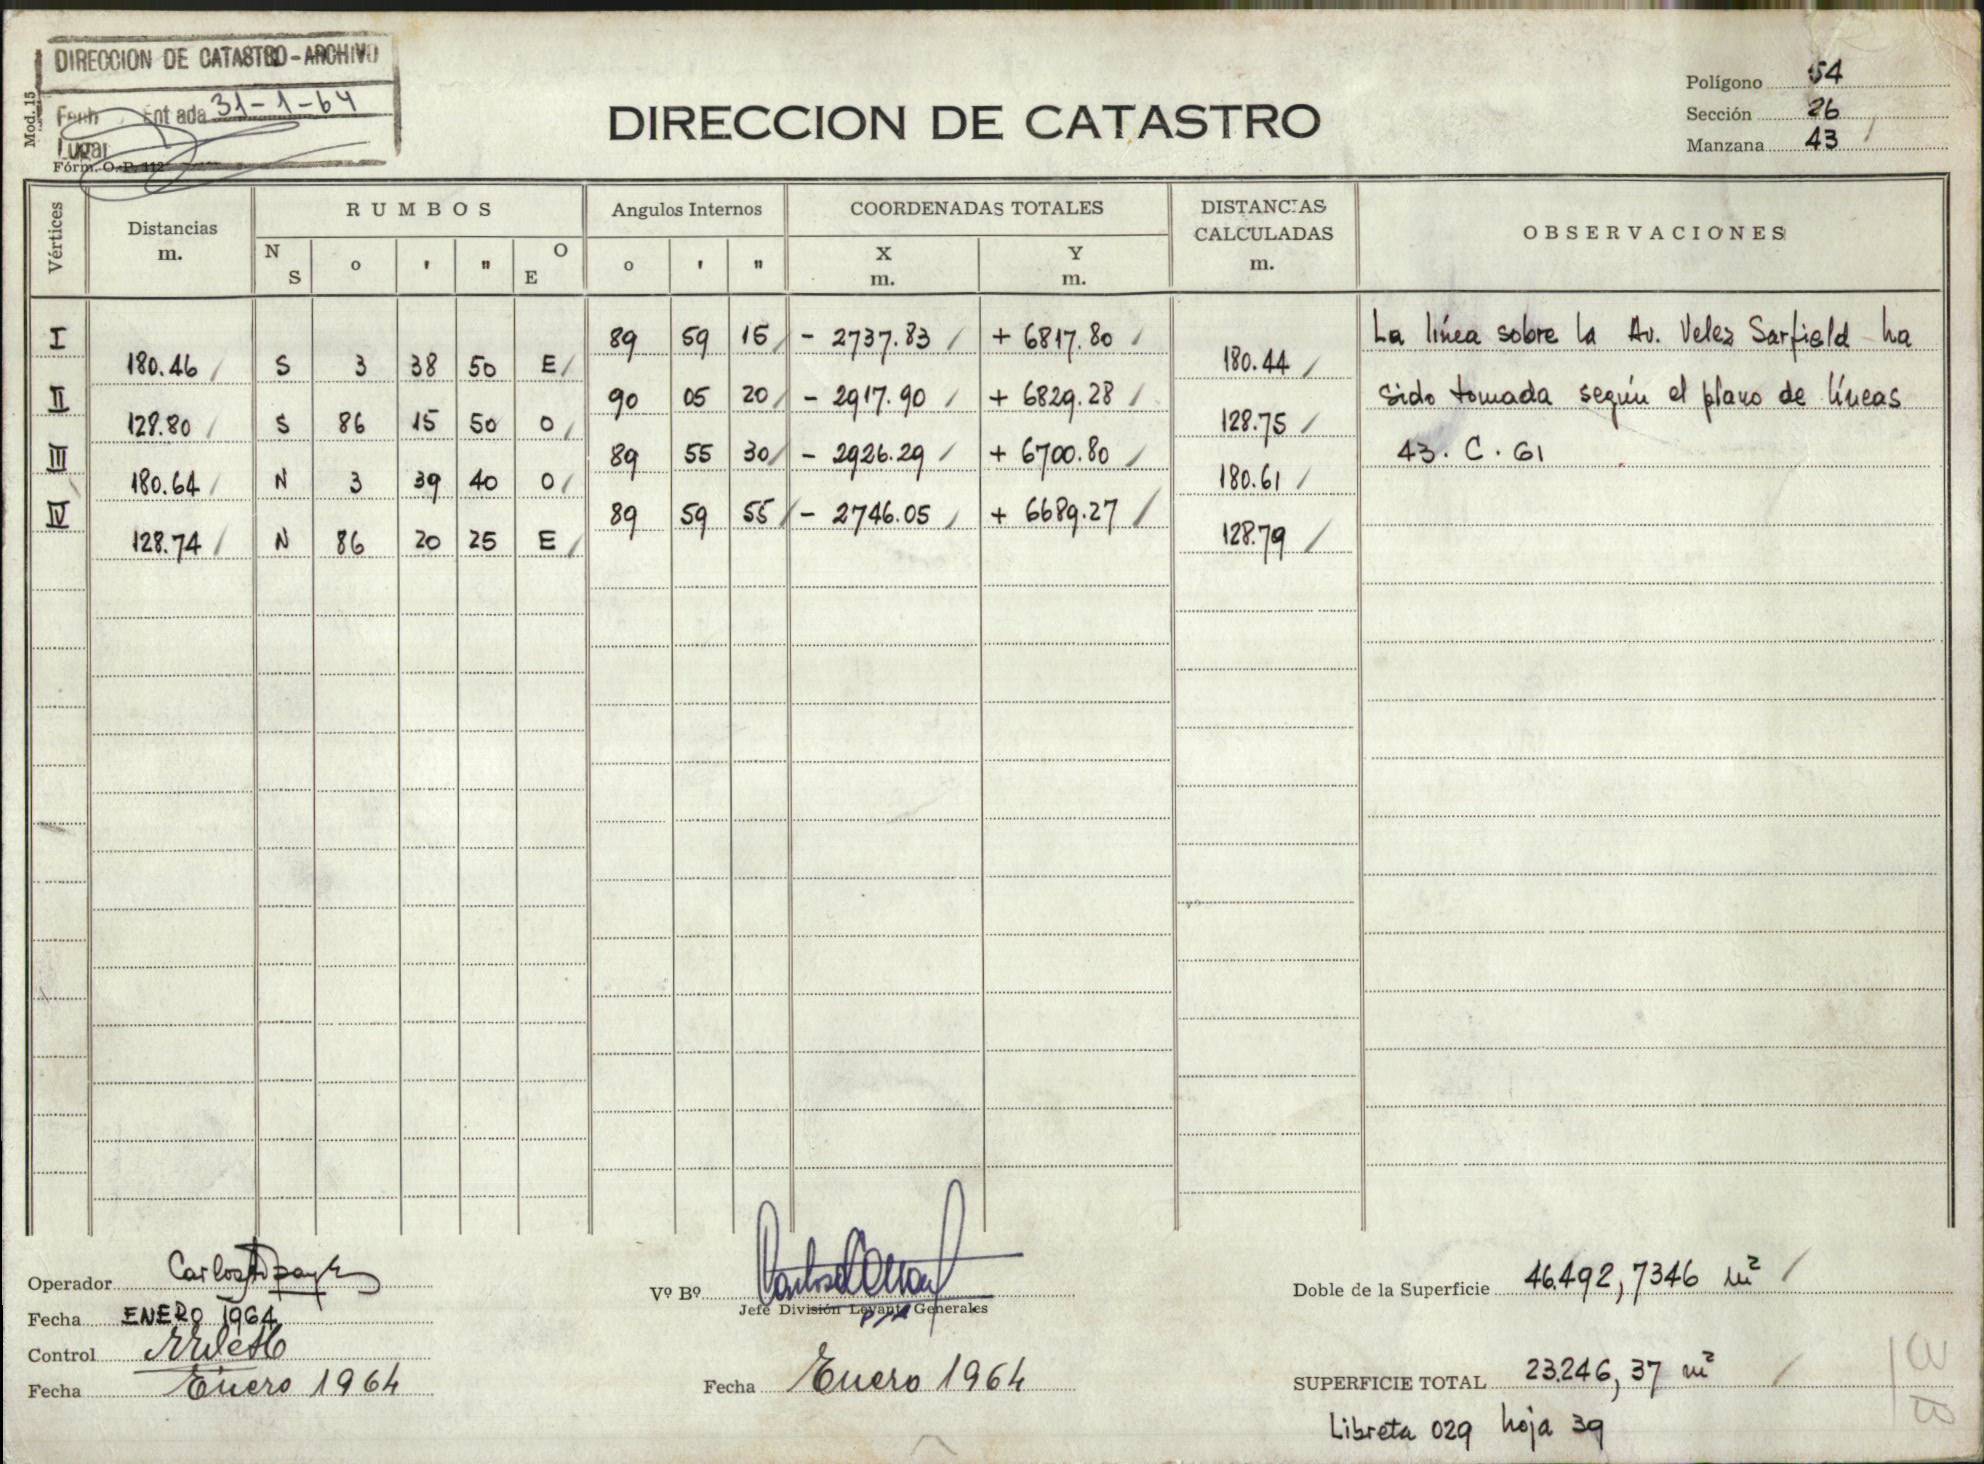 DIRECCION DE CATASTRO - ARCHIVO
Fech Ent ada 31-1-64
Lugar
Mod. 15
Fórm. O. P. 112
DIRECCION DE CATASTRO
Polígono 54
Sección 26
Manzana 43
Vértices
Distancias m.
RUMBOS
N S ° ' " O E
Angulos Internos
° ' "
COORDENADAS TOTALES
X m. Y m.
DISTANCIAS CALCULADAS m.
OBSERVACIONES
I 89 59 15 - 2737.83 + 6817.80
180.46 S 3 38 50 E 180.44
II 90 05 20 - 2917.90 + 6829.28
128.80 S 86 15 50 O 128.75
III 89 55 30 - 2926.29 + 6700.80
180.64 N 3 39 40 O 180.61
IV 89 59 55 - 2746.05 + 6689.27
128.74 N 86 20 25 E 128.79
La línea sobre la Av. Velez Sarfield ha
sido tomada según el plano de líneas
43. C. 61
Operador Carlos
Fecha ENERO 1964
Control
Fecha Enero 1964
Vº Bº
Jefe División Levant. Generales
Fecha Enero 1964
Doble de la Superficie 46.492,7346 m²
SUPERFICIE TOTAL 23.246,37 m²
Libreta 029 hoja 39